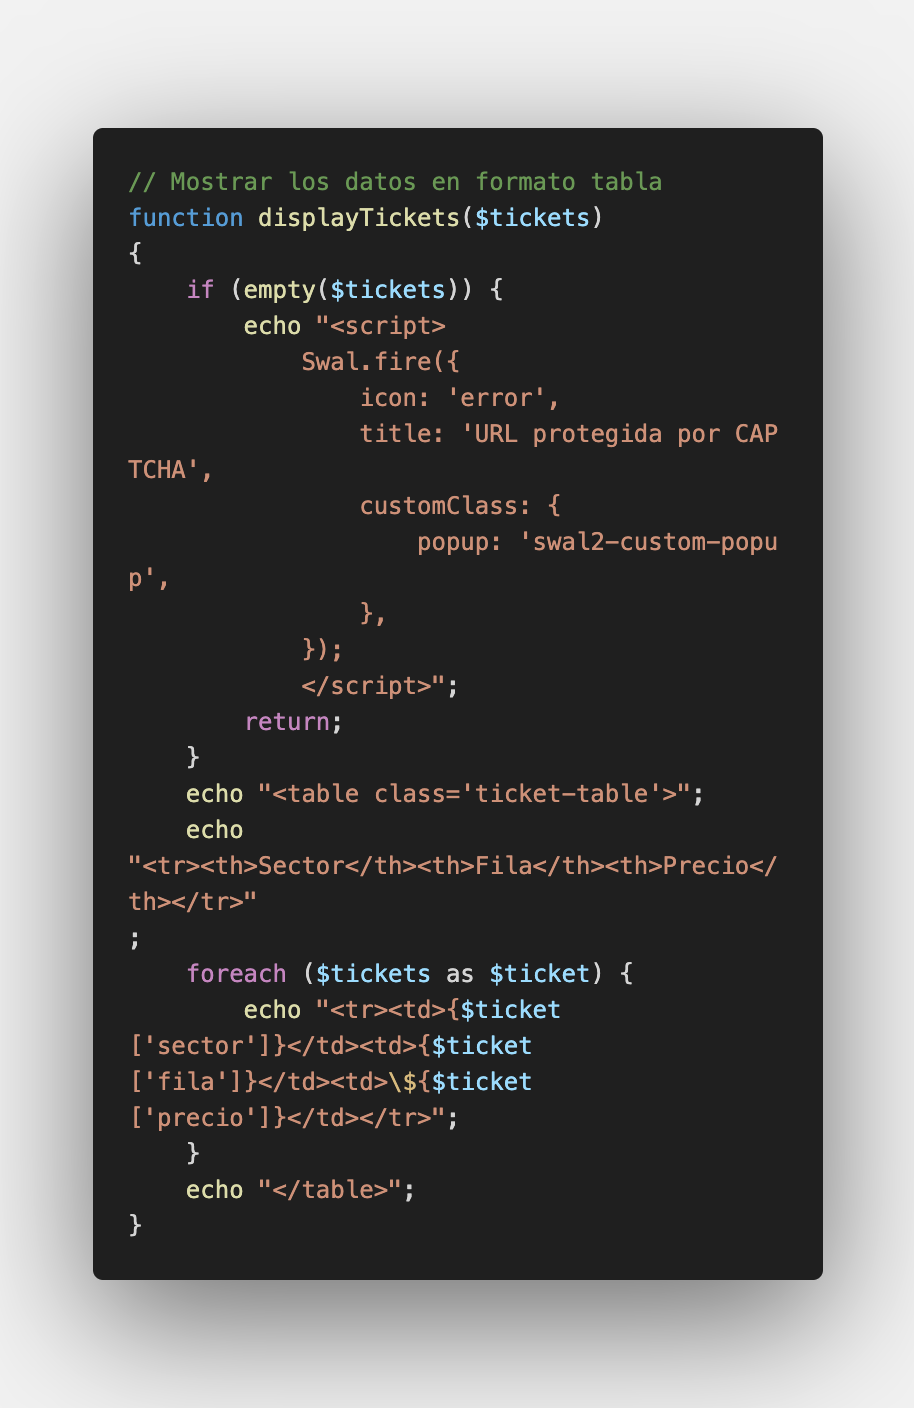 // Mostrar los datos en formato tabla
function displayTickets($tickets)
{
    if (empty($tickets)) {
        echo "<script>
            Swal.fire({
                icon: 'error',
                title: 'URL protegida por CAP
TCHA',
                customClass: {
                    popup: 'swal2-custom-popu
p',
                },
            });
            </script>";
        return;
    }
    echo "<table class='ticket-table'>";
    echo
"<tr><th>Sector</th><th>Fila</th><th>Precio</
th></tr>"
;
    foreach ($tickets as $ticket) {
        echo "<tr><td>{$ticket
['sector']}</td><td>{$ticket
['fila']}</td><td>\${$ticket
['precio']}</td></tr>";
    }
    echo "</table>";
}